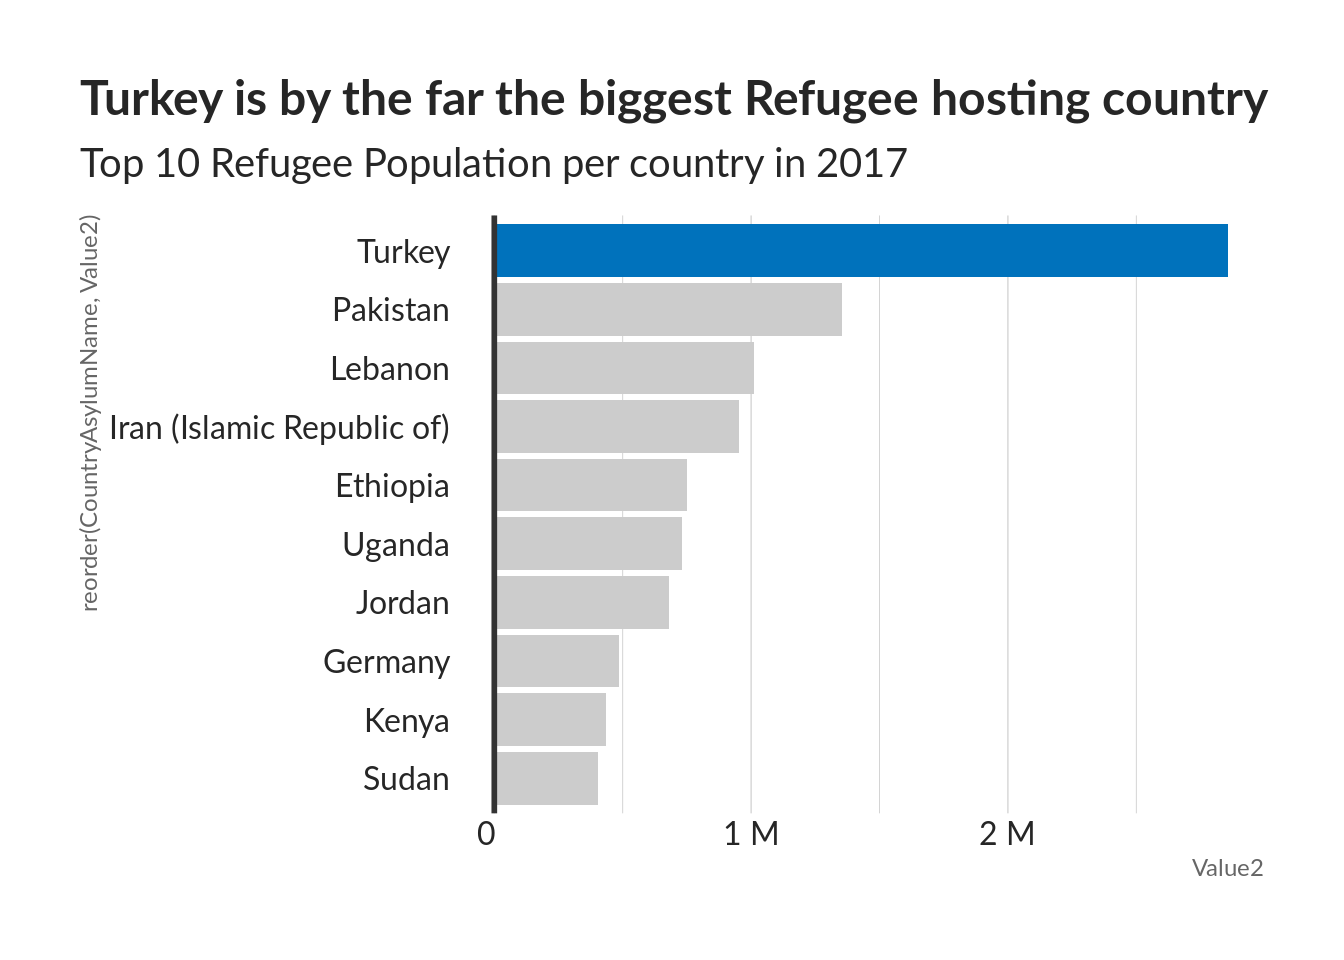 Turkey is by the far the biggest Refugee hosting country
Top 10 Refugee Population per country in 2017
reorder(CountryAsylumName, Value2)
Turkey
Pakistan
Lebanon
Iran (Islamic Republic of)
Ethiopia
Uganda
Jordan
Germany
Kenya
Sudan
0 1 M 2 M
Value2